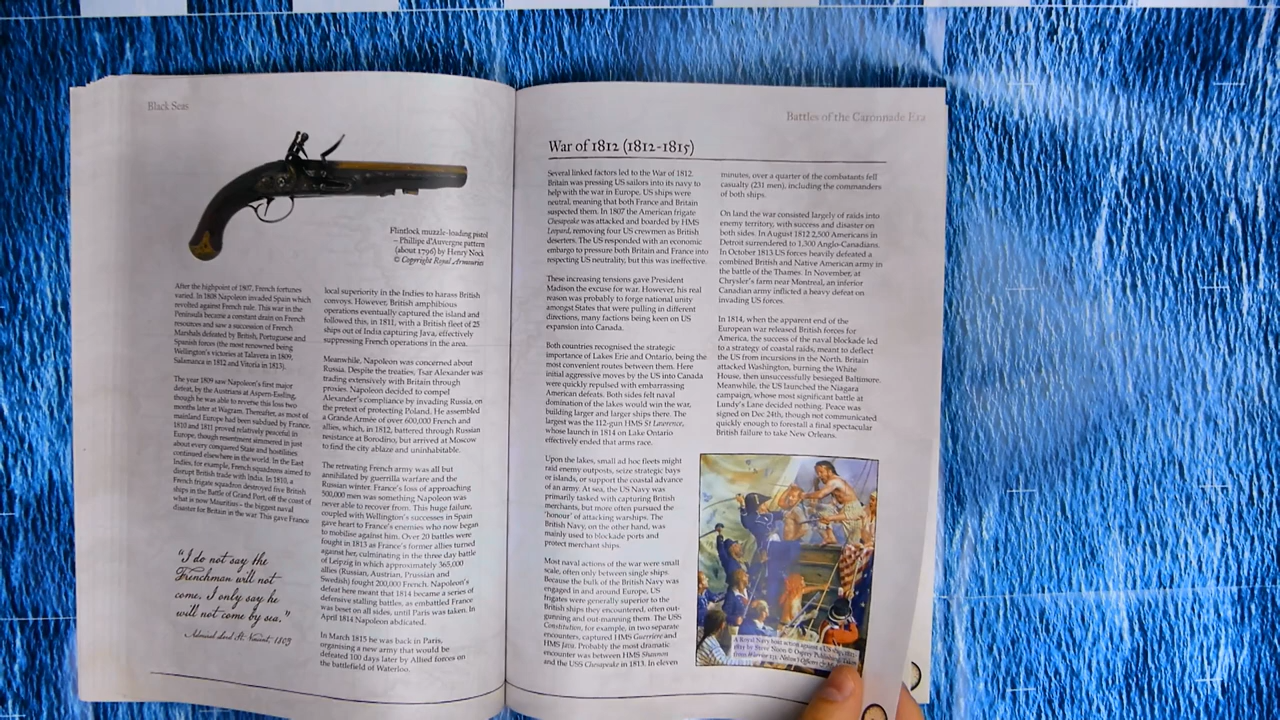 Black Seas
Flintlock muzzle-loading pistol
– Phillipe d'Auvergne pattern
(about 1796) by Henry Nock
© Copyright Royal Armouries
After the highpoint of 1807, French fortunes
varied. In 1808 Napoleon invaded Spain which
revolted against French rule. This war in the
Peninsula became a constant drain on French
resources and saw a succession of French
Marshals defeated by British, Portuguese and
Spanish forces (the most renowned being
Wellington's victories at Talavera in 1809,
Salamanca in 1812 and Vitoria in 1813).
The year 1809 saw Napoleon's first major
defeat, by the Austrians at Aspern-Essling,
though he was able to reverse this loss two
months later at Wagram. Thereafter, as most of
mainland Europe had been subdued by France,
1810 and 1811 proved relatively peaceful in
Europe, though resentment simmered in just
about every conquered State and hostilities
continued elsewhere in the world. In the East
Indies, for example, French squadrons aimed to
disrupt British trade with India. In 1810, a
French frigate squadron destroyed five British
ships in the Battle of Grand Port, off the coast of
what is now Mauritius – the biggest naval
disaster for Britain in the war. This gave France
"I do not say the
Frenchman will not
come. I only say he
will not come by sea."
Admiral Lord St. Vincent, 1803
local superiority in the Indies to harass British
convoys. However, British amphibious
operations eventually captured the island and
followed this, in 1811, with a British fleet of 25
ships out of India capturing Java, effectively
suppressing French operations in the area.
Meanwhile, Napoleon was concerned about
Russia. Despite the treaties, Tsar Alexander was
trading extensively with Britain through
proxies. Napoleon decided to compel
Alexander's compliance by invading Russia, on
the pretext of protecting Poland. He assembled
a Grande Armée of over 600,000 French and
allies, which, in 1812, battered through Russian
resistance at Borodino, but arrived at Moscow
to find the city ablaze and uninhabitable.
The retreating French army was all but
annihilated by guerrilla warfare and the
Russian winter. France's loss of approaching
500,000 men was something Napoleon was
never able to recover from. This huge failure,
coupled with Wellington's successes in Spain
gave heart to France's enemies who now began
to mobilise against him. Over 20 battles were
fought in 1813 as France's former allies turned
against her, culminating in the three day battle
of Leipzig in which approximately 365,000
allies (Russian, Austrian, Prussian and
Swedish) fought 200,000 French. Napoleon's
defeat here meant that 1814 became a series of
defensive stalling battles, as embattled France
was beset on all sides, until Paris was taken. In
April 1814 Napoleon abdicated.
In March 1815 he was back in Paris,
organising a new army that would be
defeated 100 days later by Allied forces on
the battlefield of Waterloo.
Battles of the Carronnade Era
War of 1812 (1812-1815)
Several linked factors led to the War of 1812.
Britain was pressing US sailors into its navy to
help with the war in Europe. US ships were
neutral, meaning that both France and Britain
suspected them. In 1807 the American frigate
Chesapeake was attacked and boarded by HMS
Leopard, removing four US crewmen as British
deserters. The US responded with an economic
embargo to pressure both Britain and France into
respecting US neutrality, but this was ineffective.
These increasing tensions gave President
Madison the excuse for war. However, his real
reason was probably to forge national unity
amongst States that were pulling in different
directions, many factions being keen on US
expansion into Canada.
Both countries recognised the strategic
importance of Lakes Erie and Ontario, being the
most convenient routes between them. Here
initial aggressive moves by the US into Canada
were quickly repulsed with embarrassing
American defeats. Both sides felt naval
domination of the lakes would win the war,
building larger and larger ships there. The
largest was the 112-gun HMS St Lawrence,
whose launch in 1814 on Lake Ontario
effectively ended that arms race.
Upon the lakes, small ad hoc fleets might
raid enemy outposts, seize strategic bays
or islands, or support the coastal advance
of an army. At sea, the US Navy was
primarily tasked with capturing British
merchants, but more often pursued the
'honour' of attacking warships. The
British Navy, on the other hand, was
mainly used to blockade ports and
protect merchant ships.
Most naval actions of the war were small
scale, often only between single ships.
Because the bulk of the British Navy was
engaged in and around Europe, US
frigates were generally superior to the
British ships they encountered, often out-
gunning and out-manning them. The USS
Constitution, for example, in two separate
encounters, captured HMS Guerriere and
HMS Java. Probably the most dramatic
encounter was between HMS Shannon
and the USS Chesapeake in 1813. In eleven
minutes, over a quarter of the combatants fell
casualty (231 men), including the commanders
of both ships.
On land the war consisted largely of raids into
enemy territory, with success and disaster on
both sides. In August 1812 2,500 Americans in
Detroit surrendered to 1,300 Anglo-Canadians.
In October 1813 US forces heavily defeated a
combined British and Native American army in
the battle of the Thames. In November, at
Chrysler's farm near Montreal, an inferior
Canadian army inflicted a heavy defeat on
invading US forces.
In 1814, when the apparent end of the
European war released British forces for
America, the success of the naval blockade led
to a strategy of coastal raids, meant to deflect
the US from incursions in the North. Britain
attacked Washington, burning the White
House, then unsuccessfully besieged Baltimore.
Meanwhile, the US launched the Niagara
campaign, whose most significant battle at
Lundy's Lane decided nothing. Peace was
signed on Dec 24th, though not communicated
quickly enough to forestall a final spectacular
British failure to take New Orleans.
A Royal Navy boat action against a US ship,
by Steve Noon © Osprey Publishing
from Warrior